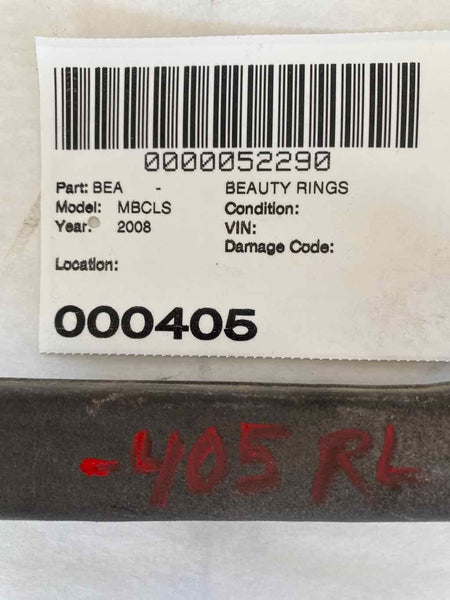 0000052290
Part: BEA - BEAUTY RINGS
Model: MBCLS Condition:
Year: 2008 VIN:
Damage Code:
Location:
000405
-405 RL